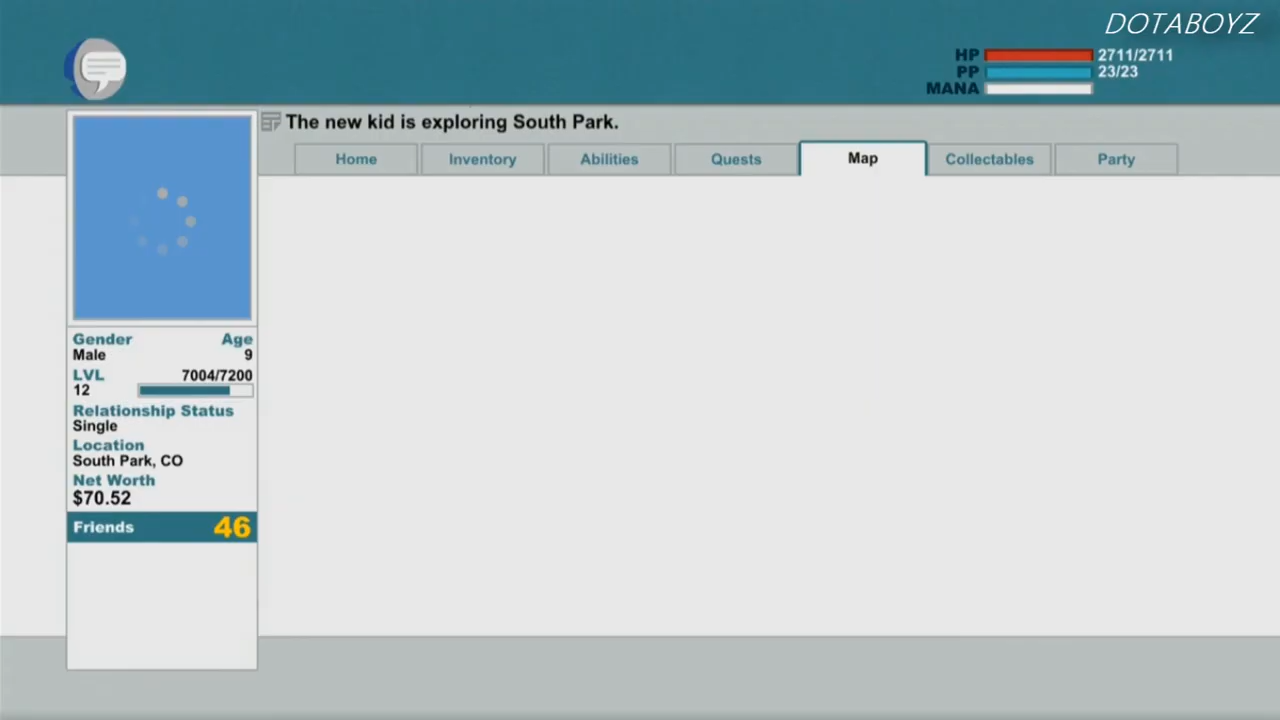 DOTABOYZ
HP 2711/2711
PP 23/23
MANA
The new kid is exploring South Park.
Home Inventory Abilities Quests Map Collectables Party
Gender Age
Male 9
LVL 7004/7200
12
Relationship Status
Single
Location
South Park, CO
Net Worth
$70.52
Friends 46